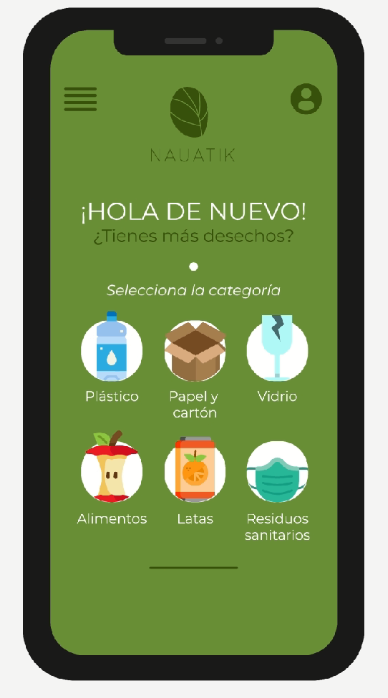 NAUATIK
¡HOLA DE NUEVO!
¿Tienes más desechos?
Selecciona la categoría
Plástico
Papel y
cartón
Vidrio
Alimentos
Latas
Residuos
sanitarios